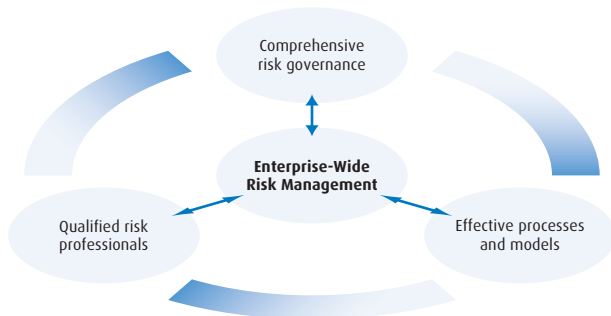 Comprehensive
risk governance
Enterprise-Wide
Risk Management
Qualified risk
professionals
Effective processes
and models